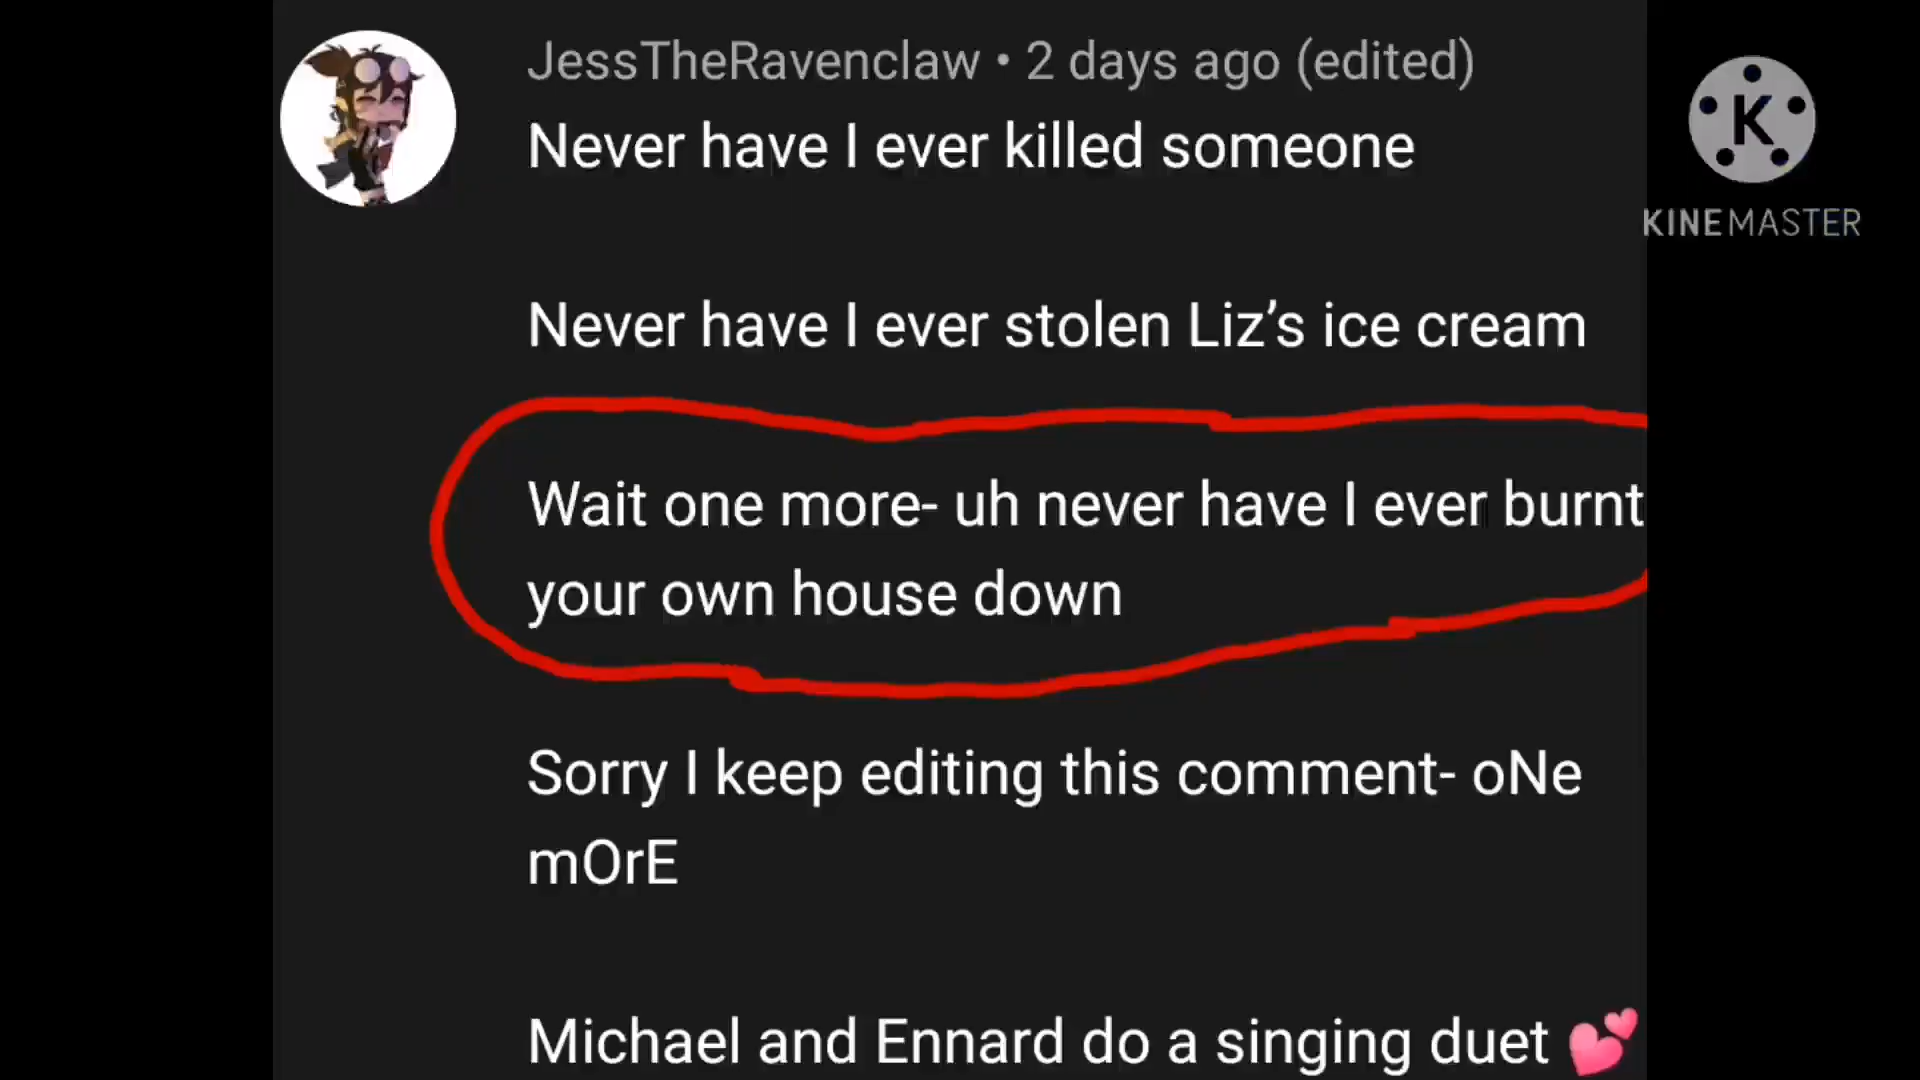 JessTheRavenclaw • 2 days ago (edited)
Never have I ever killed someone
Never have I ever stolen Liz’s ice cream
Wait one more- uh never have I ever burnt
your own house down
Sorry I keep editing this comment- oNe
mOrE
Michael and Ennard do a singing duet 💕
K
KINEMASTER